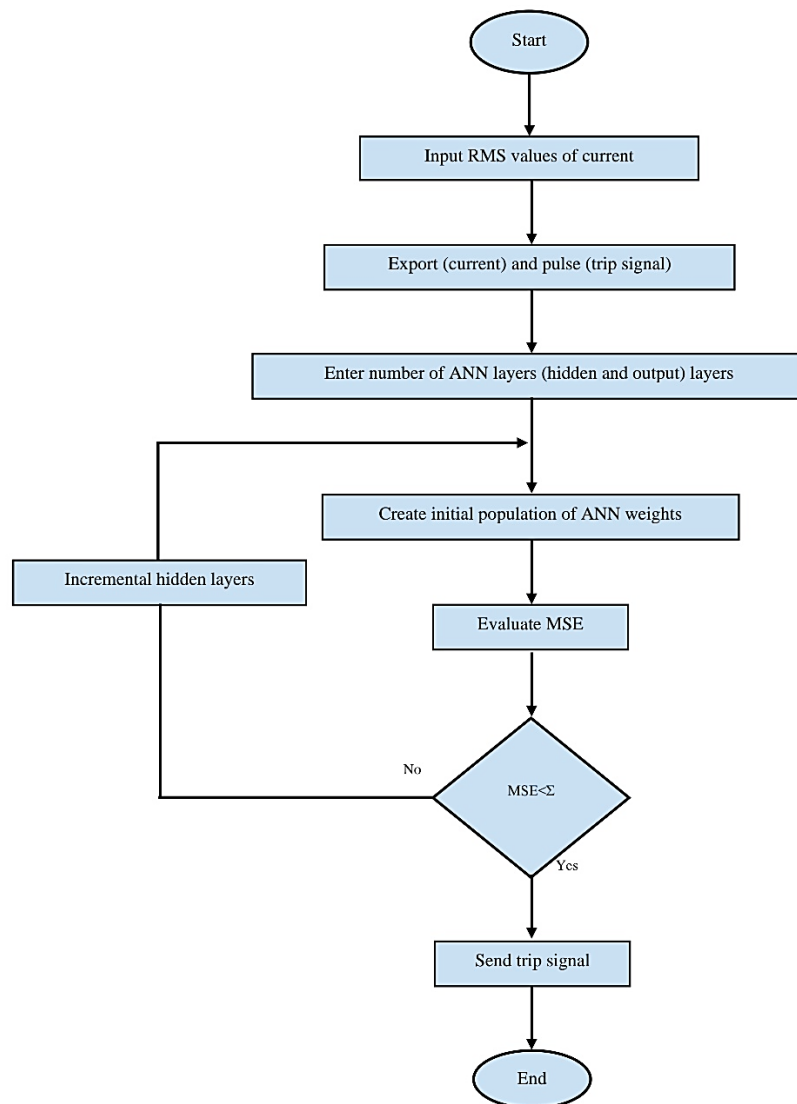 Start
Input RMS values of current
Export (current) and pulse (trip signal)
Enter number of ANN layers (hidden and output) layers
Create initial population of ANN weights
Incremental hidden layers
Evaluate MSE
No
MSE<Σ
Yes
Send trip signal
End